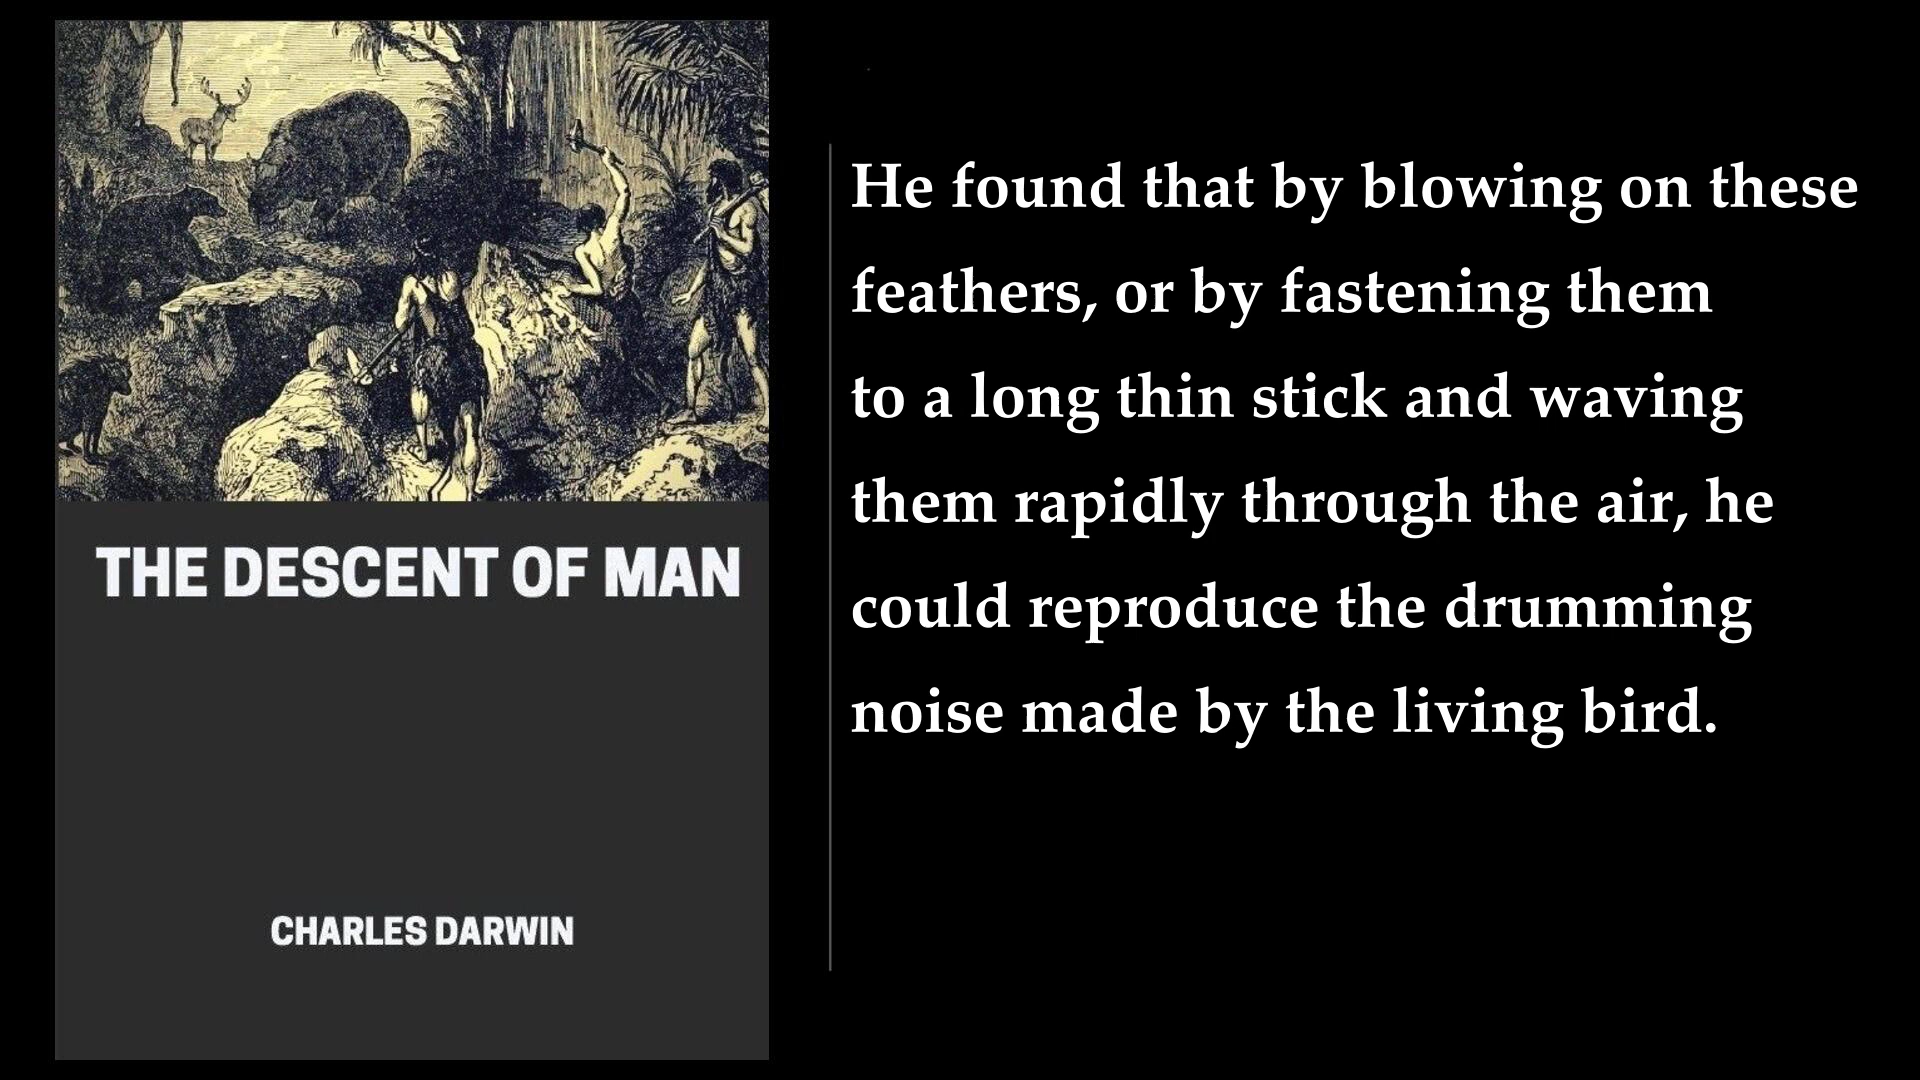 THE DESCENT OF MAN
CHARLES DARWIN
He found that by blowing on these
feathers, or by fastening them
to a long thin stick and waving
them rapidly through the air, he
could reproduce the drumming
noise made by the living bird.